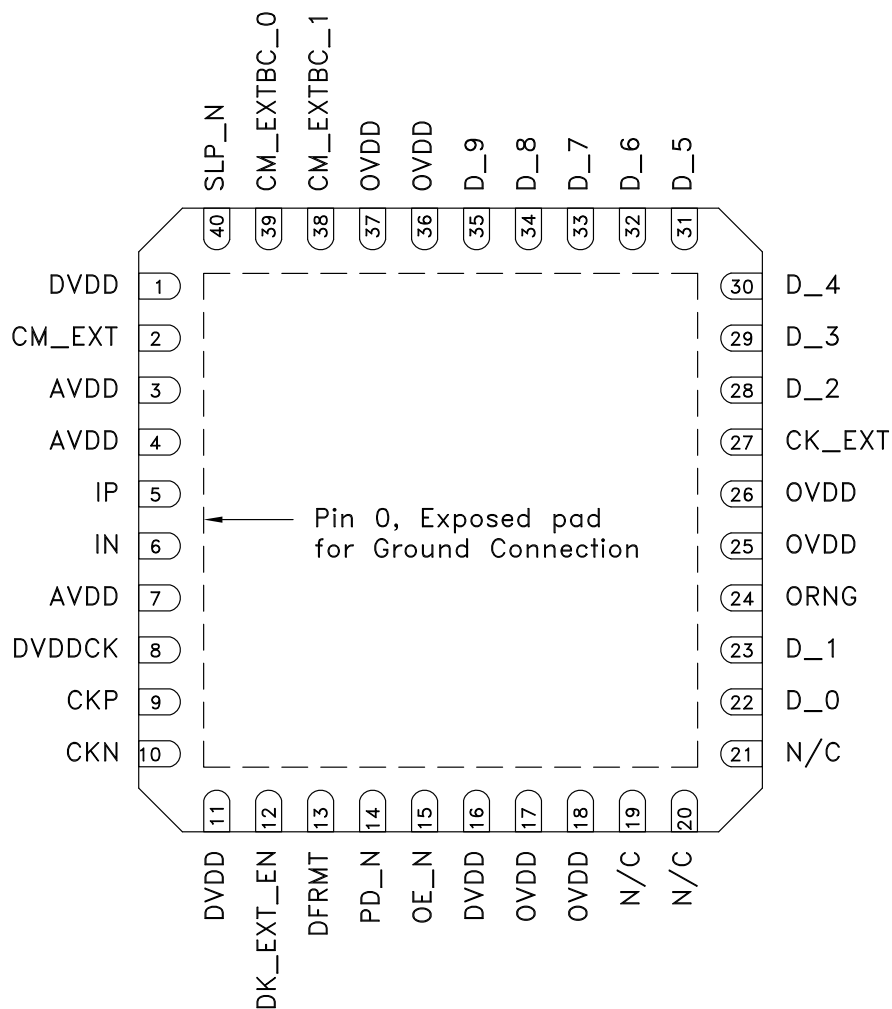 SLP_N
CM_EXTBC_0
CM_EXTBC_1
OVDD
OVDD
D_9
D_8
D_7
D_6
D_5
40
39
38
37
36
35
34
33
32
31
DVDD 1
CM_EXT 2
AVDD 3
AVDD 4
IP 5
IN 6
AVDD 7
DVDDCK 8
CKP 9
CKN 10
Pin 0, Exposed pad
for Ground Connection
30 D_4
29 D_3
28 D_2
27 CK_EXT
26 OVDD
25 OVDD
24 ORNG
23 D_1
22 D_0
21 N/C
11
12
13
14
15
16
17
18
19
20
DVDD
DK_EXT_EN
DFRMT
PD_N
OE_N
DVDD
OVDD
OVDD
N/C
N/C